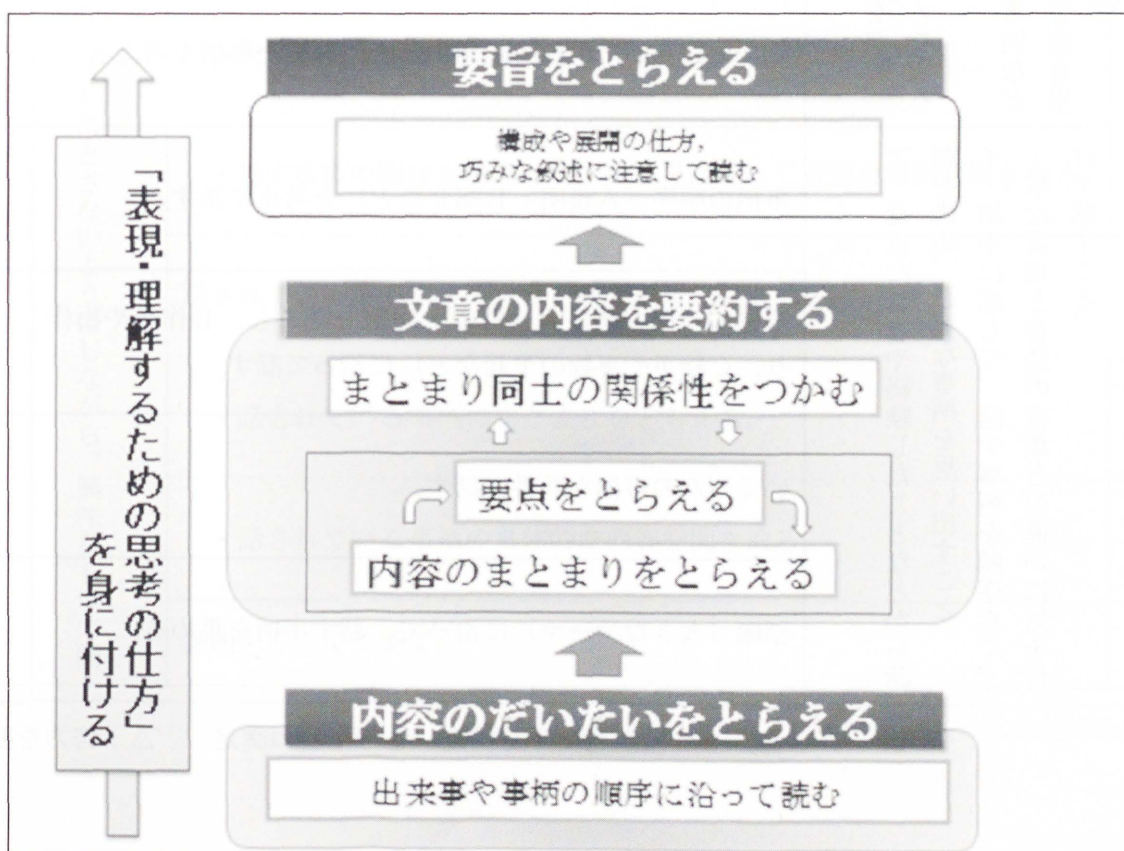 要旨をとらえる
構成や展開の仕方，
巧みな叙述に注意して読む
文章の内容を要約する
まとまり同士の関係性をつかむ
要点をとらえる
内容のまとまりをとらえる
内容のだいたいをとらえる
出来事や事柄の順序に沿って読む
「表現・理解するための思考の仕方」
を身に付ける